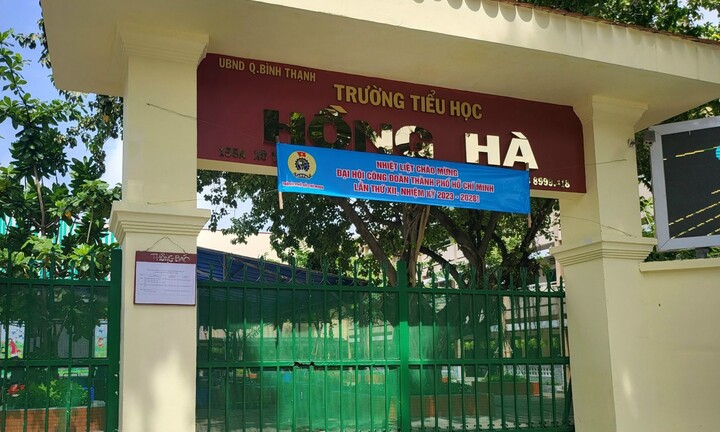 UBND Q.BÌNH THẠNH
TRƯỜNG TIỂU HỌC
HỒNG HÀ
NHIỆT LIỆT CHÀO MỪNG
ĐẠI HỘI CÔNG ĐOÀN THÀNH PHỐ HỒ CHÍ MINH
LẦN THỨ XII, NHIỆM KỲ 2023 - 2028!
THÔNG BÁO